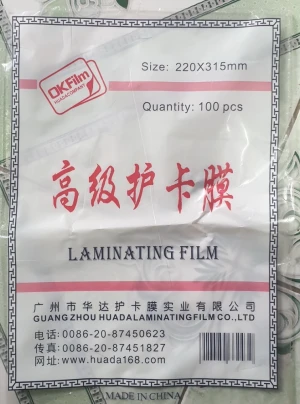 OKFilm
HUADACOMPANY
Size: 220X315mm
Quantity: 100 pcs
高级护卡膜
LAMINATING FILM
广州市华达护卡膜实业有限公司
GUANGZHOU HUADALAMINATINGFILM CO.,LTD
电话: 0086-20-87450623
传真: 0086-20-87451827
网址: www.huada168.com
MADE IN CHINA